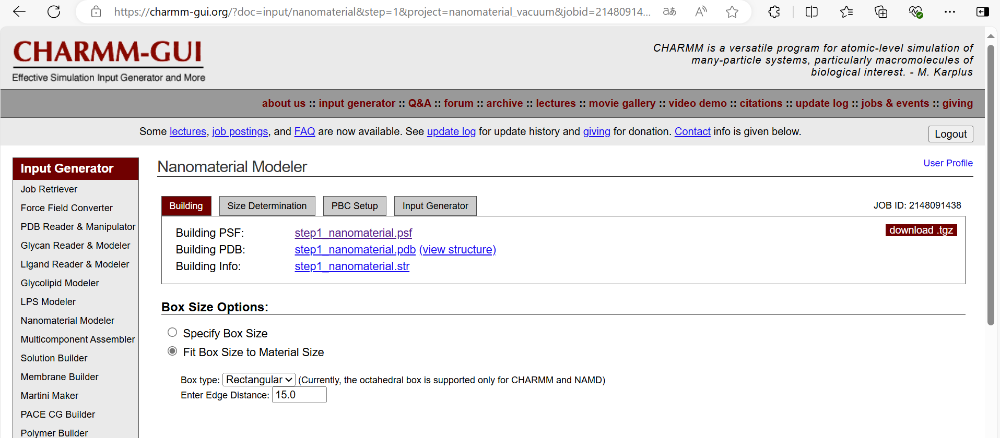 https://charmm-gui.org/?doc=input/nanomaterial&step=1&project=nanomaterial_vacuum&jobid=21480914...
CHARMM-GUI
Effective Simulation Input Generator and More
CHARMM is a versatile program for atomic-level simulation of
many-particle systems, particularly macromolecules of
biological interest. - M. Karplus
about us :: input generator :: Q&A :: forum :: archive :: lectures :: movie gallery :: video demo :: citations :: update log :: jobs & events :: giving
Some lectures, job postings, and FAQ are now available. See update log for update history and giving for donation. Contact info is given below.
Logout
Input Generator
Job Retriever
Force Field Converter
PDB Reader & Manipulator
Glycan Reader & Modeler
Ligand Reader & Modeler
Glycolipid Modeler
LPS Modeler
Nanomaterial Modeler
Multicomponent Assembler
Solution Builder
Membrane Builder
Martini Maker
PACE CG Builder
Polymer Builder
Nanomaterial Modeler
User Profile
Building
Size Determination
PBC Setup
Input Generator
JOB ID: 2148091438
Building PSF: step1_nanomaterial.psf
download .tgz
Building PDB: step1_nanomaterial.pdb (view structure)
Building Info: step1_nanomaterial.str
Box Size Options:
Specify Box Size
Fit Box Size to Material Size
Box type: Rectangular (Currently, the octahedral box is supported only for CHARMM and NAMD)
Enter Edge Distance: 15.0